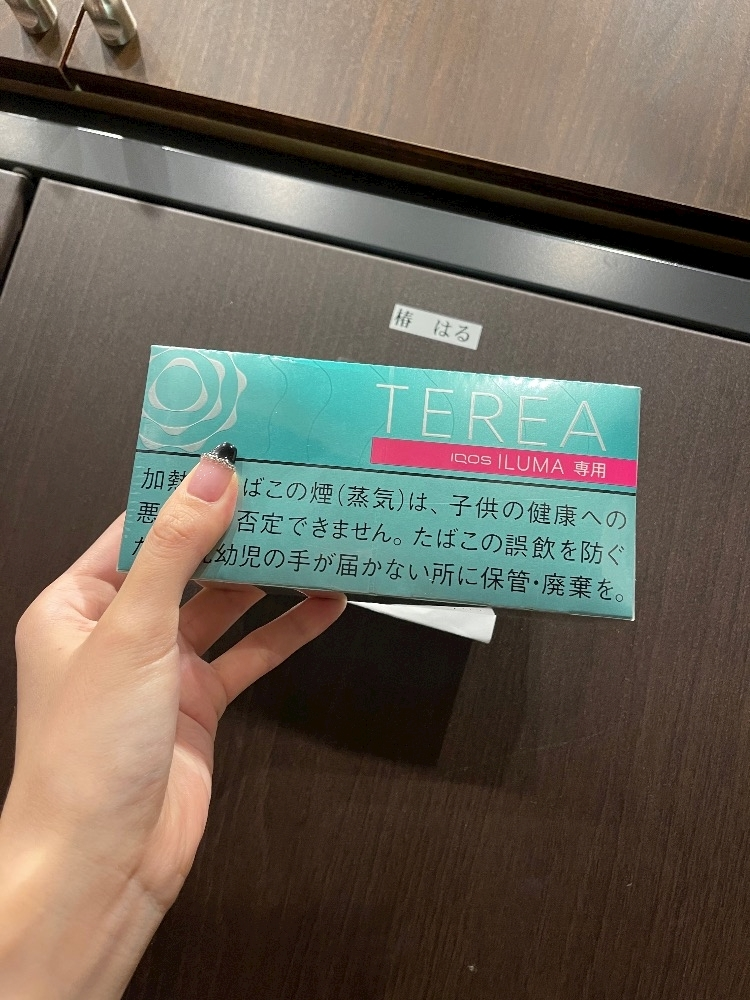 椿 はる
TEREA
IQOS ILUMA 専用
加熱 ばこの煙(蒸気)は、子供の健康への
悪 否定できません。たばこの誤飲を防ぐ
幼児の手が届かない所に保管・廃棄を。